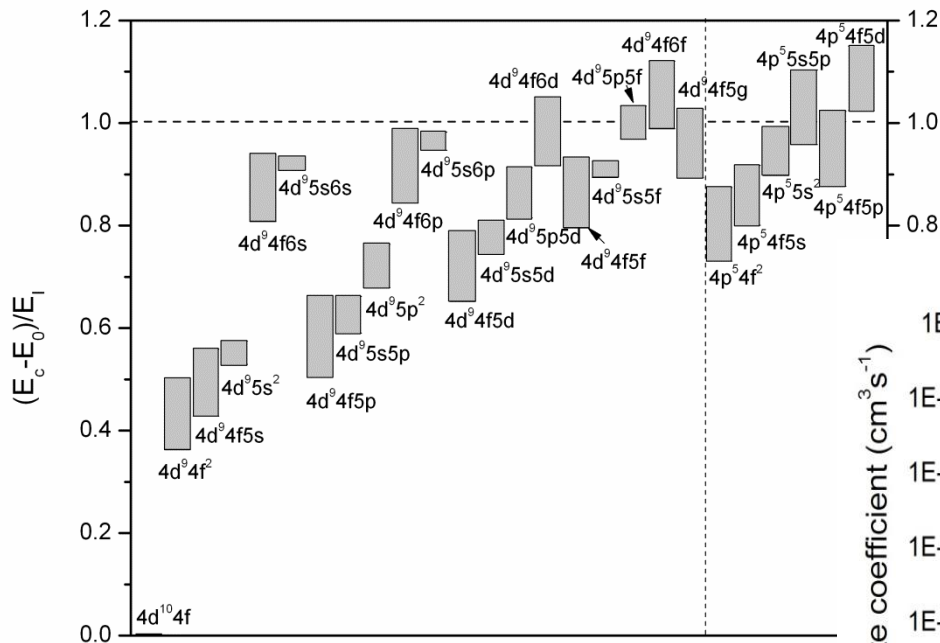 1.2
1.0
0.8
0.6
0.4
0.2
0.0
(E_c-E_0)/E_I
4d^10 4f
4d^9 4f^2
4d^9 4f5s
4d^9 5s^2
4d^9 4f6s
4d^9 5s6s
4d^9 4f5p
4d^9 5s5p
4d^9 5p^2
4d^9 4f6p
4d^9 5s6p
4d^9 4f5d
4d^9 5s5d
4d^9 5p5d
4d^9 4f6d
4d^9 4f5f
4d^9 5s5f
4d^9 5p5f
4d^9 4f6f
4d^9 4f5g
4p^5 4f^2
4p^5 4f5s
4p^5 5s^2
4p^5 5s5p
4p^5 4f5p
4p^5 4f5d
1.2
1.0
0.8
1E
1E-
1E-
1E-
1E-
coefficient (cm^3 s^-1)